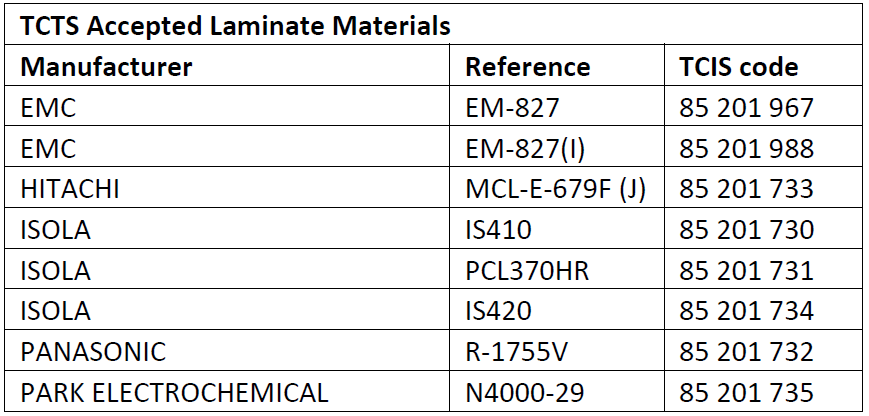 TCTS Accepted Laminate Materials
Manufacturer Reference TCIS code
EMC EM-827 85 201 967
EMC EM-827(I) 85 201 988
HITACHI MCL-E-679F (J) 85 201 733
ISOLA IS410 85 201 730
ISOLA PCL370HR 85 201 731
ISOLA IS420 85 201 734
PANASONIC R-1755V 85 201 732
PARK ELECTROCHEMICAL N4000-29 85 201 735